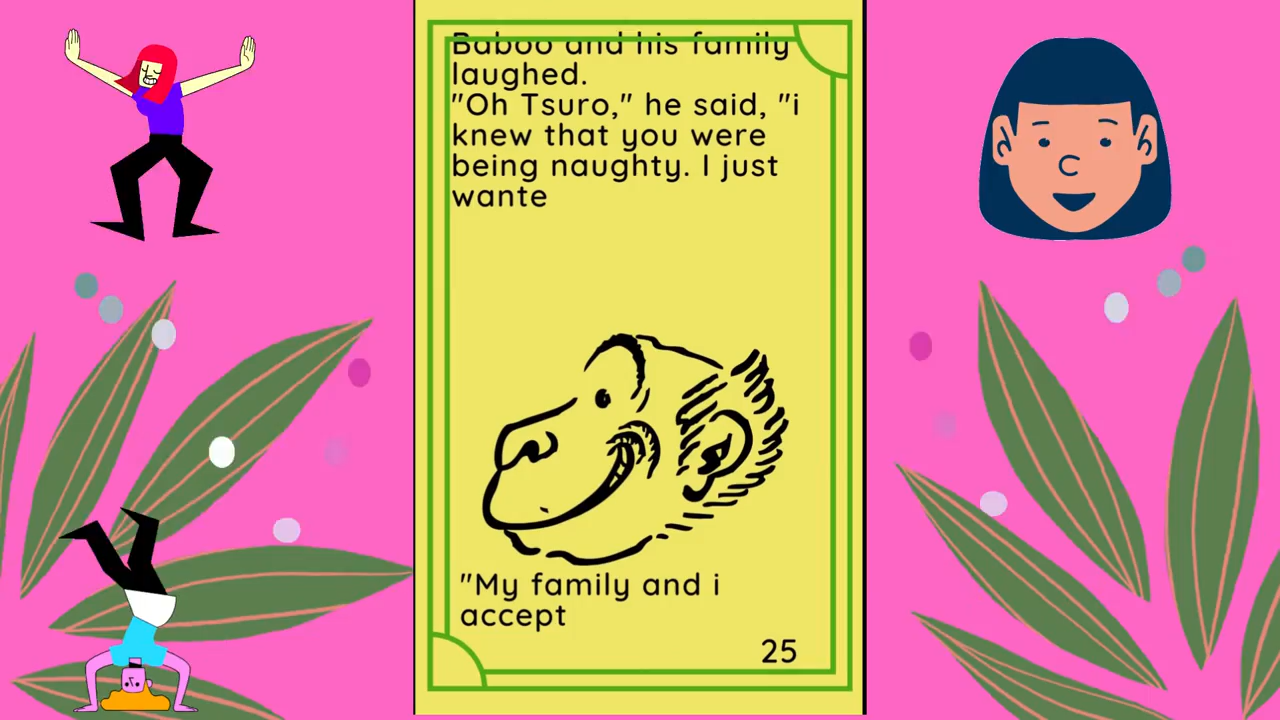 Baboo and his family
laughed.
"Oh Tsuro," he said, "i
knew that you were
being naughty. I just
wante
"My family and i
accept
25